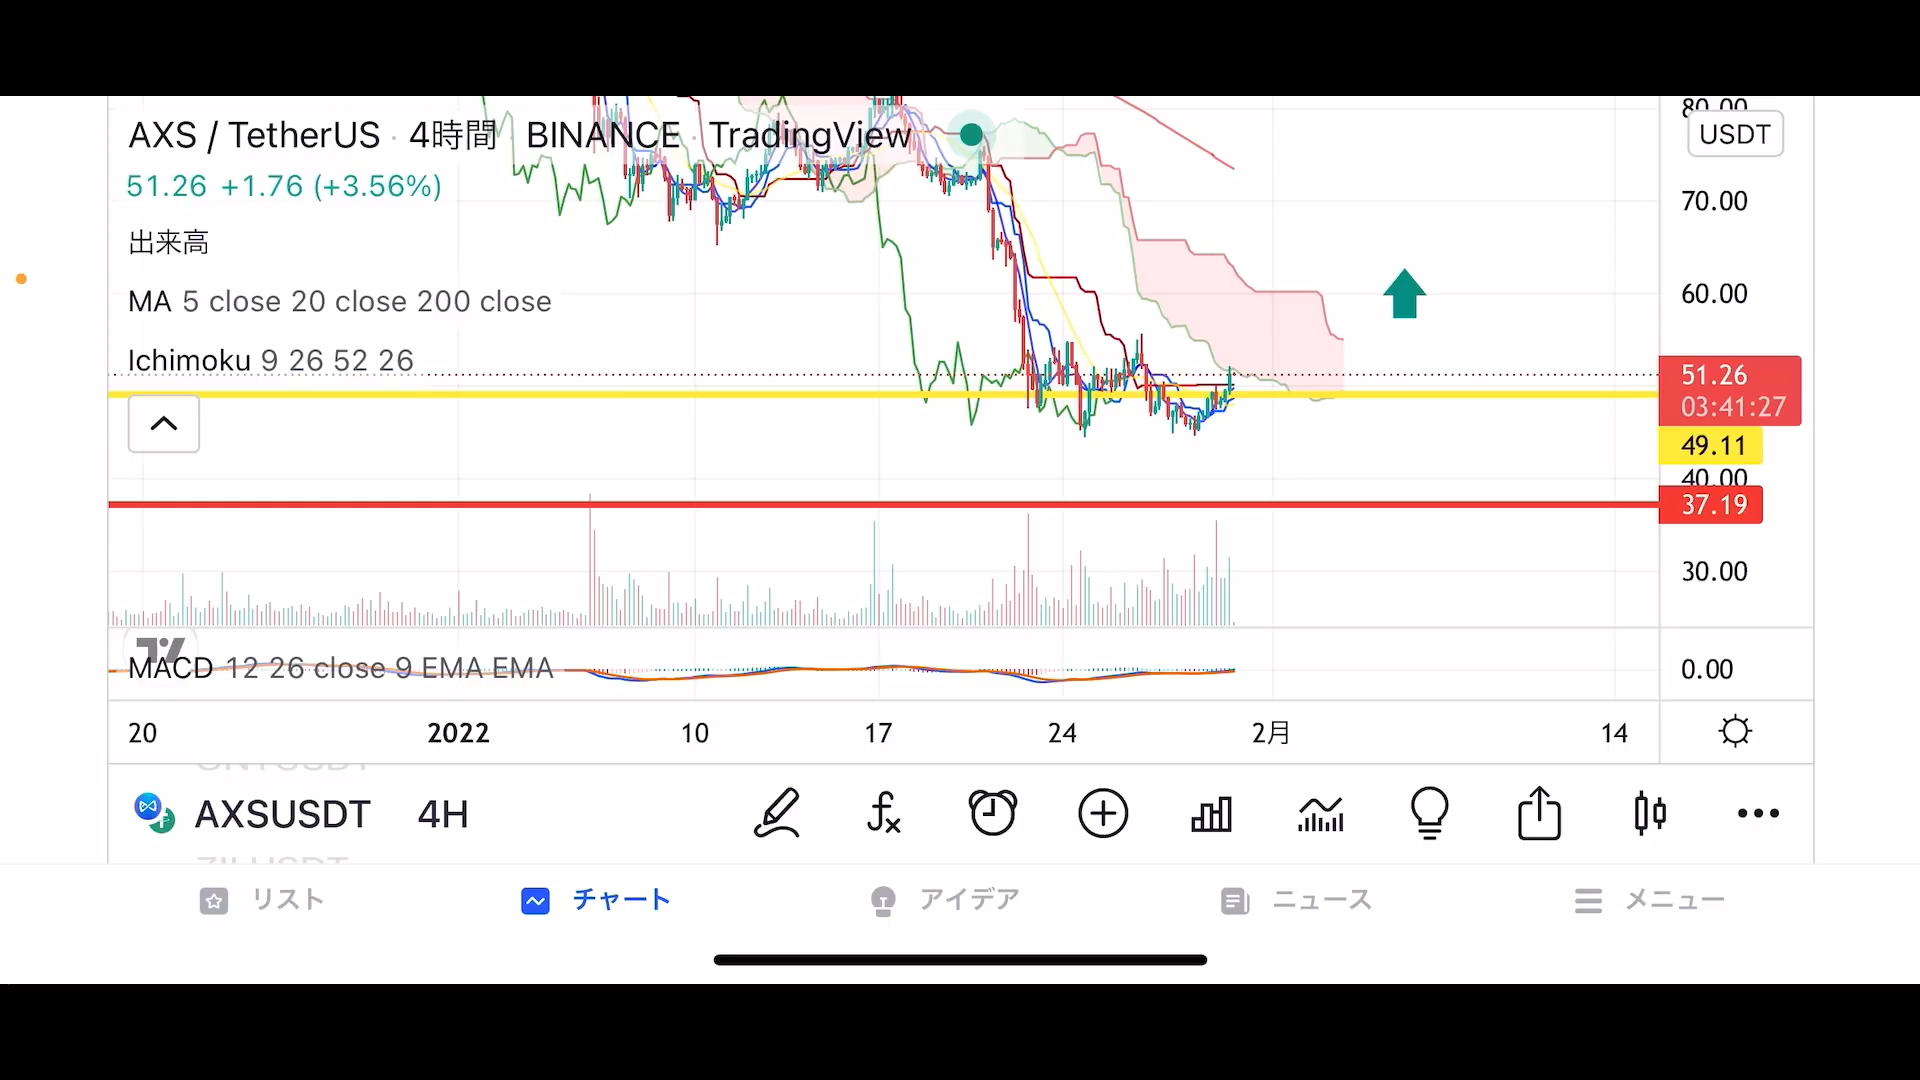 80.00
AXS / TetherUS · 4時間 · BINANCE · TradingView
USDT
51.26 +1.76 (+3.56%)
70.00
出来高
MA 5 close 20 close 200 close
60.00
Ichimoku 9 26 52 26
51.26
03:41:27
49.11
40.00
37.19
30.00
MACD 12 26 close 9 EMA EMA
0.00
20 2022 10 17 24 2月 14
AXSUSDT 4H
リスト チャート アイデア ニュース メニュー